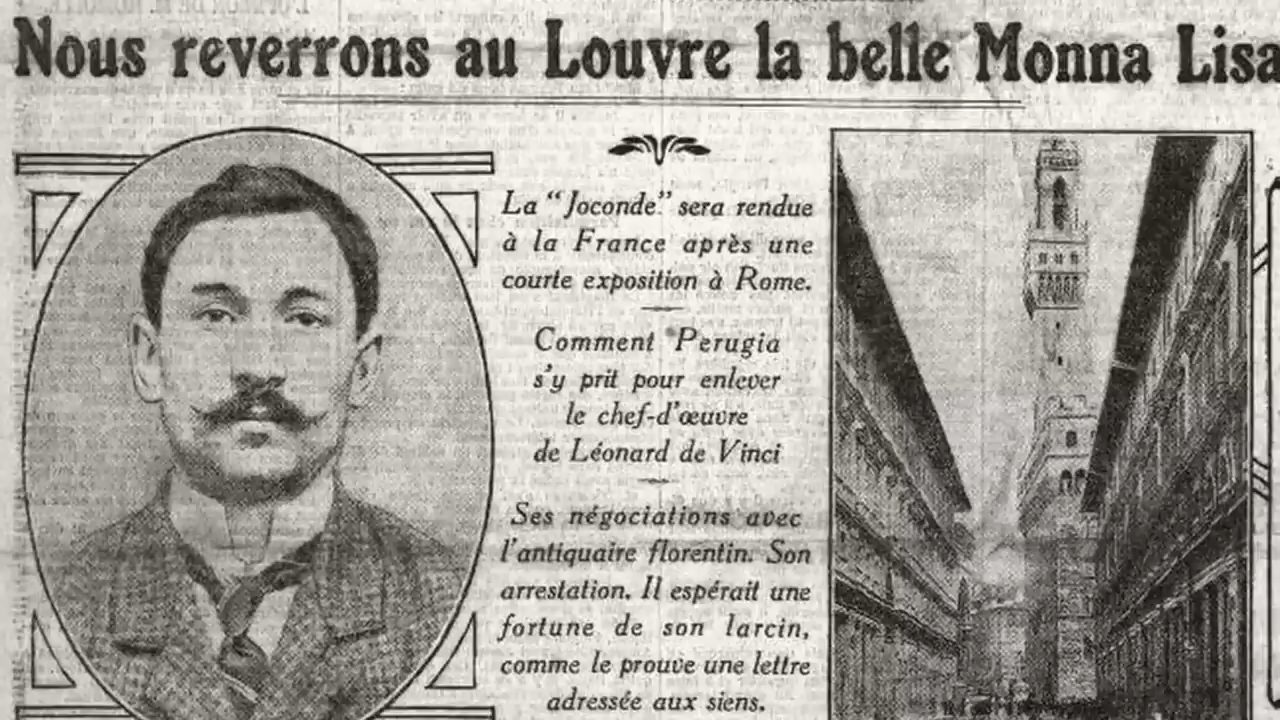 Nous reverrons au Louvre la belle Monna Lisa
La "Joconde" sera rendue
à la France après une
courte exposition à Rome.
Comment Perugia
s'y prit pour enlever
le chef-d'œuvre
de Léonard de Vinci
Ses négociations avec
l'antiquaire florentin. Son
arrestation. Il espérait une
fortune de son larcin,
comme le prouve une lettre
adressée aux siens.